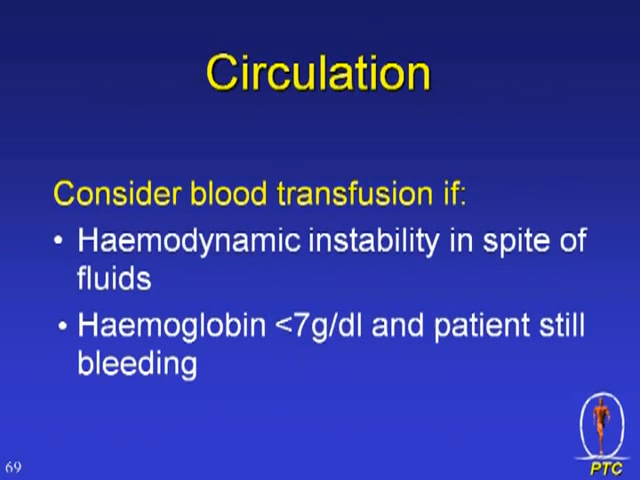 Circulation
Consider blood transfusion if:
• Haemodynamic instability in spite of
fluids
• Haemoglobin <7g/dl and patient still
bleeding
69
PTC